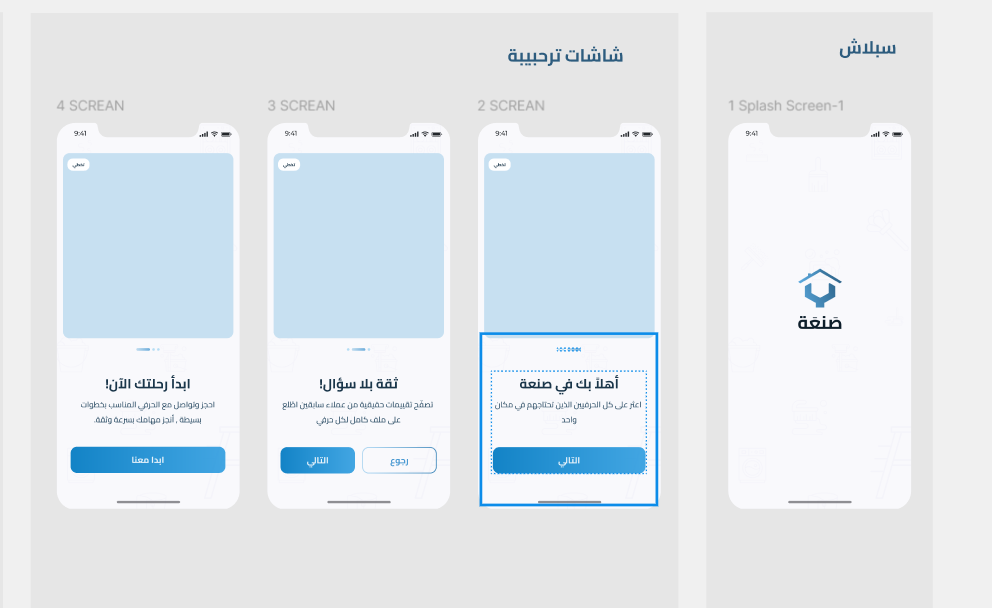 سبلاش
شاشات ترحيبية
1 Splash Screen-1
9:41
صَنعَة
2 SCREAN
9:41
تخطي
أهلاً بك في صنعة
اعثر على كل الحرفيين الذين تحتاجهم في مكان
واحد
التالي
3 SCREAN
9:41
تخطي
ثقة بلا سؤال!
تصفّح تقييمات حقيقية من عملاء سابقين اطّلع
على ملف كامل لكل حرفي
رجوع
التالي
4 SCREAN
9:41
تخطي
ابدأ رحلتك الآن!
احجز وتواصل مع الحرفي المناسب بخطوات
بسيطة , أنجز مهامك بسرعة وثقة.
ابدا معنا